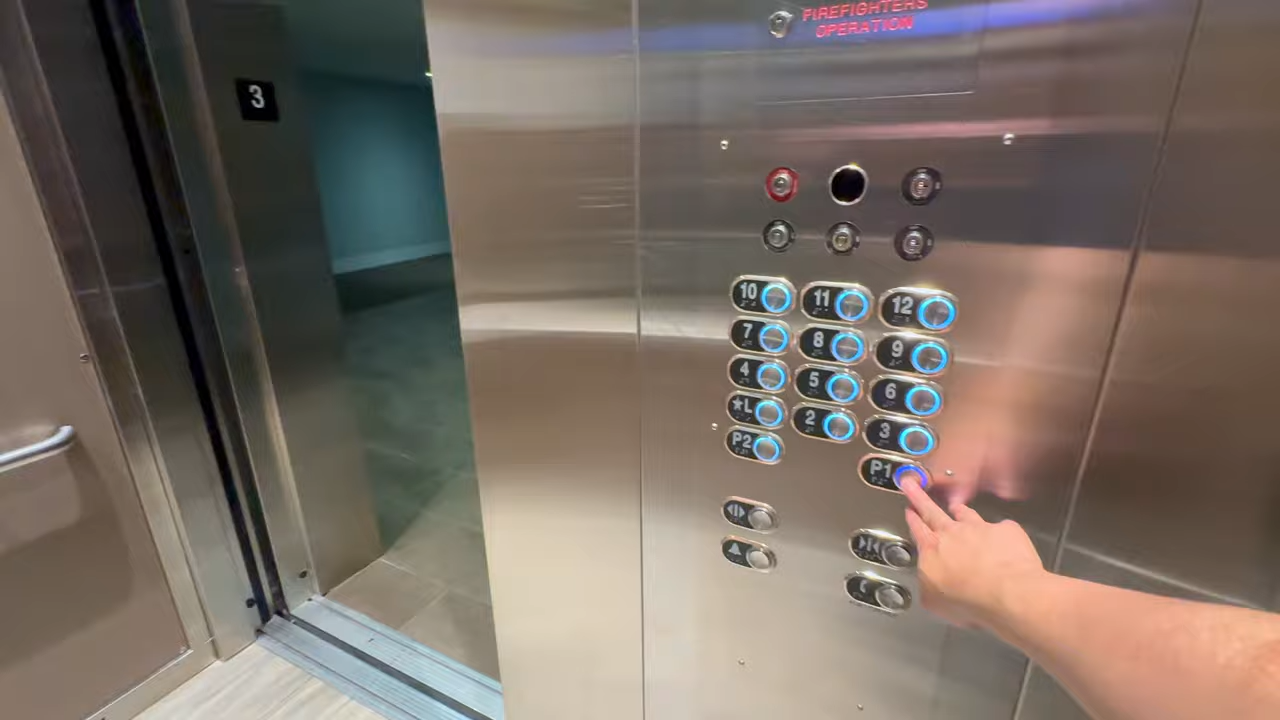 FIREFIGHTERS
OPERATION
3
10 11 12
7 8 9
4 5 6
★L 2 3
P2 P1